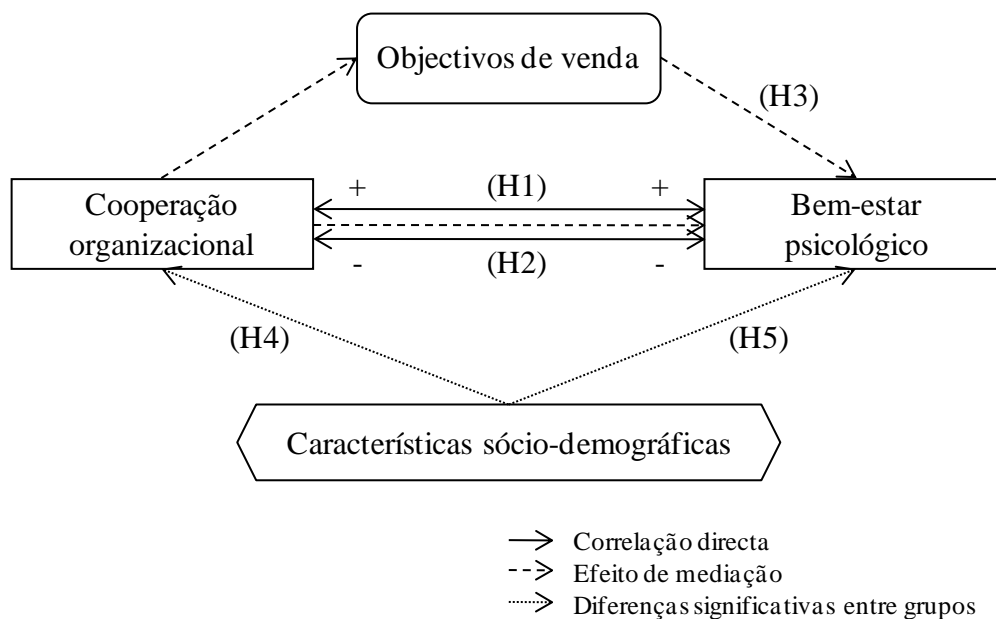 Objectivos de venda
(H3)
+ (H1) +
Cooperação
organizacional
Bem-estar
psicológico
- (H2) -
(H4)
(H5)
Características sócio-demográficas
Correlação directa
Efeito de mediação
Diferenças significativas entre grupos